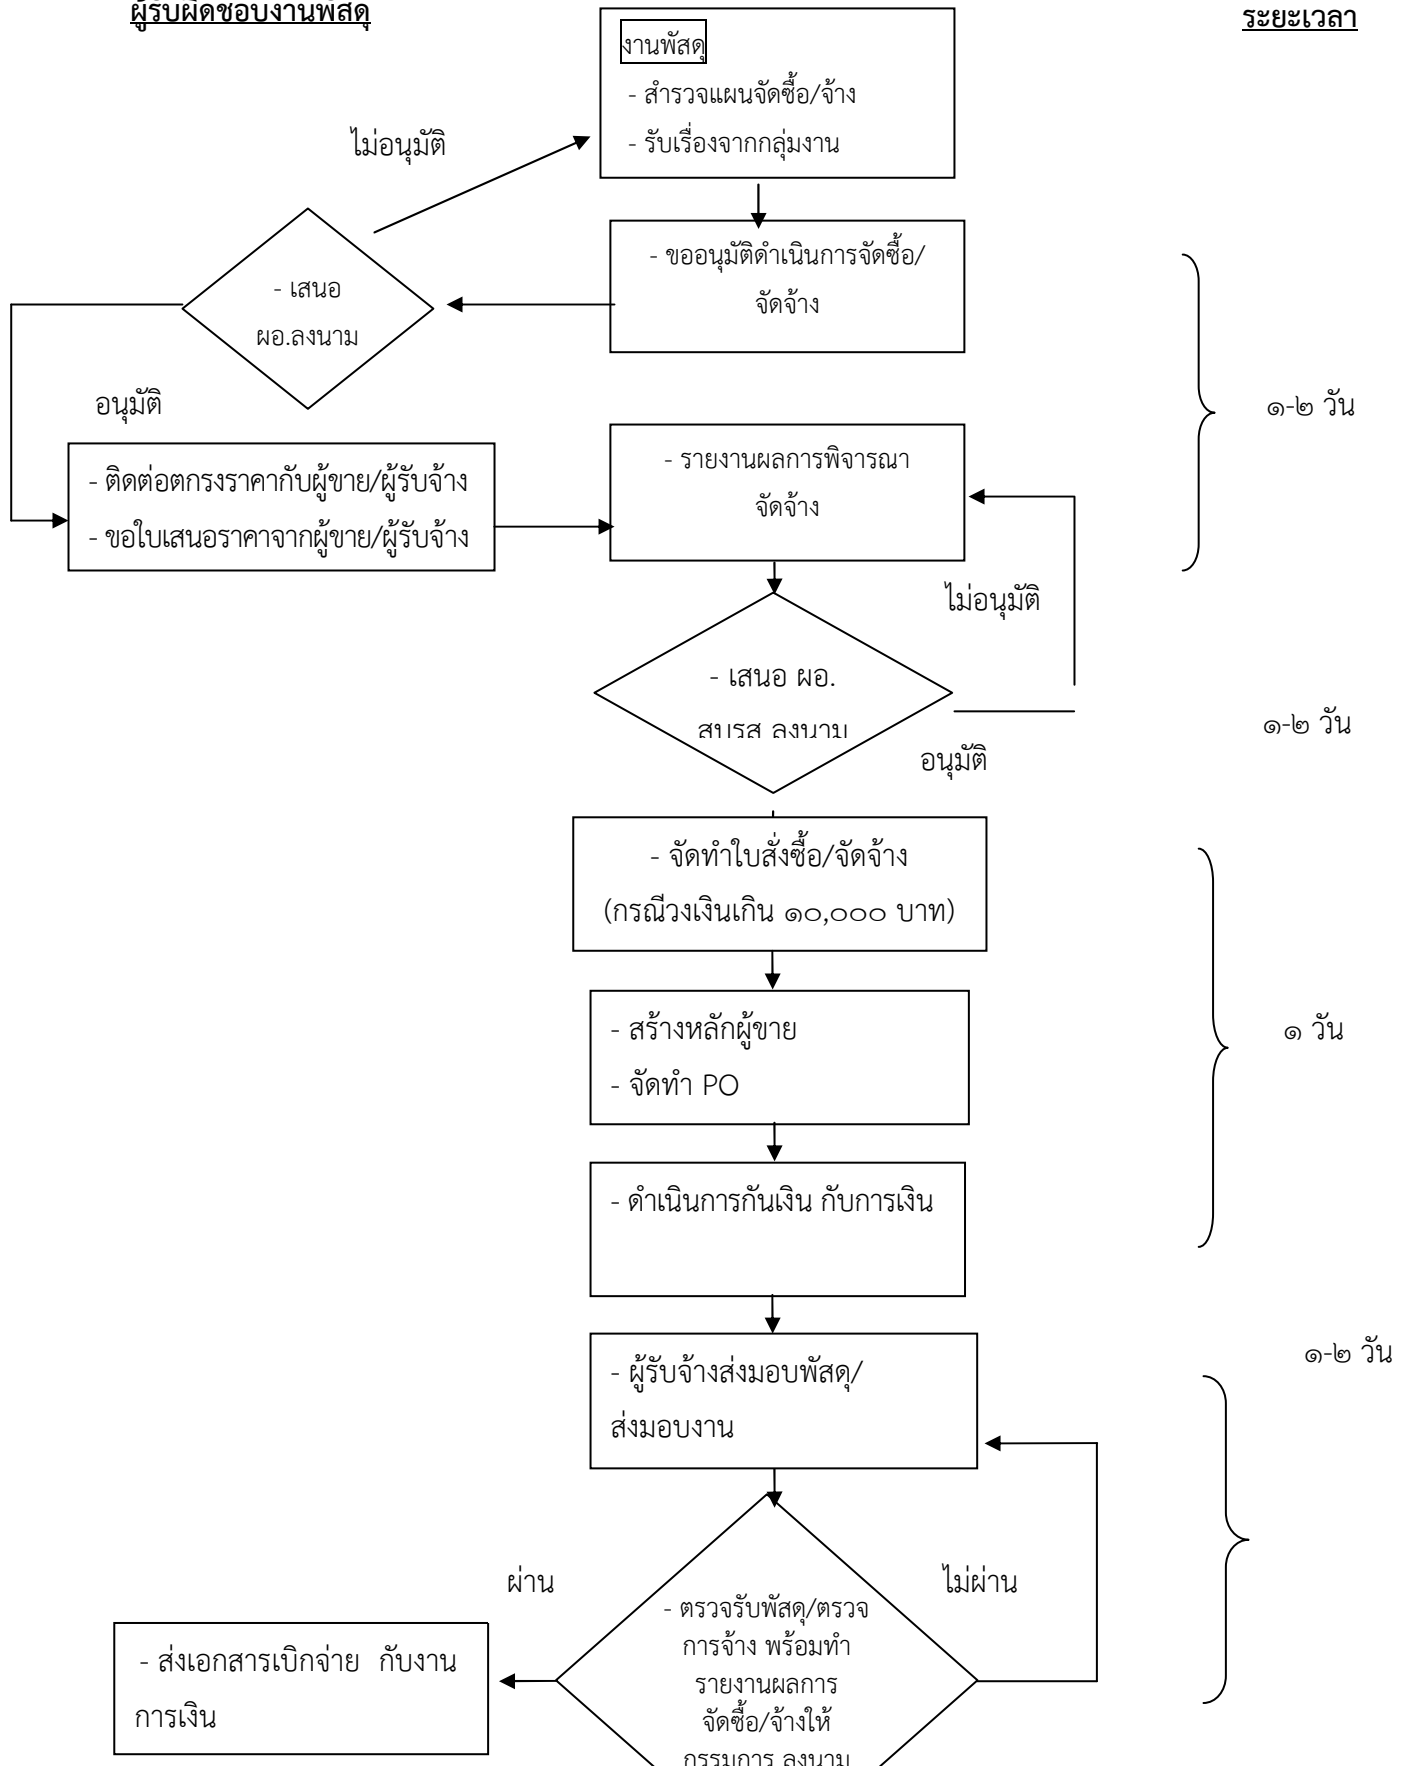 ผู้รับผิดชอบงานพัสดุ
ระยะเวลา
งานพัสดุ
- สำรวจแผนจัดซื้อ/จ้าง
- รับเรื่องจากกลุ่มงาน
ไม่อนุมัติ
- ขออนุมัติดำเนินการจัดซื้อ/
จัดจ้าง
- เสนอ
ผอ.ลงนาม
อนุมัติ
๑-๒ วัน
- ติดต่อตกรงราคากับผู้ขาย/ผู้รับจ้าง
- ขอใบเสนอราคาจากผู้ขาย/ผู้รับจ้าง
- รายงานผลการพิจารณา
จัดจ้าง
ไม่อนุมัติ
- เสนอ ผอ.
สบรส ลงนาม
อนุมัติ
๑-๒ วัน
- จัดทำใบสั่งซื้อ/จัดจ้าง
(กรณีวงเงินเกิน ๑๐,๐๐๐ บาท)
- สร้างหลักผู้ขาย
- จัดทำ PO
๑ วัน
- ดำเนินการกันเงิน กับการเงิน
- ผู้รับจ้างส่งมอบพัสดุ/
ส่งมอบงาน
๑-๒ วัน
ผ่าน
ไม่ผ่าน
- ตรวจรับพัสดุ/ตรวจ
การจ้าง พร้อมทำ
รายงานผลการ
จัดซื้อ/จ้างให้
กรรมการ ลงนาม
- ส่งเอกสารเบิกจ่าย กับงาน
การเงิน